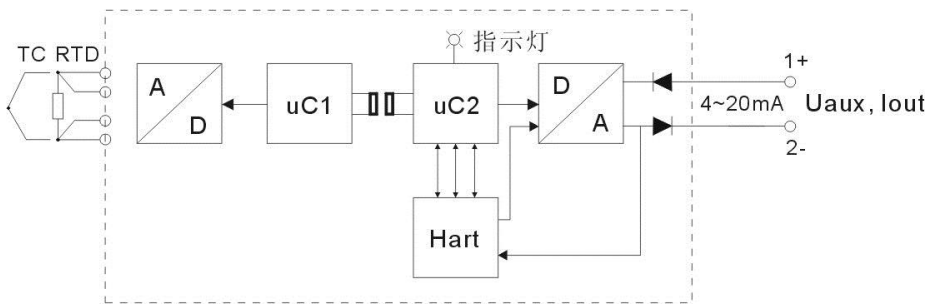 指示灯
TC RTD
A
D
uC1
uC2
D
A
1+
4~20mA
Uaux, Iout
2-
Hart